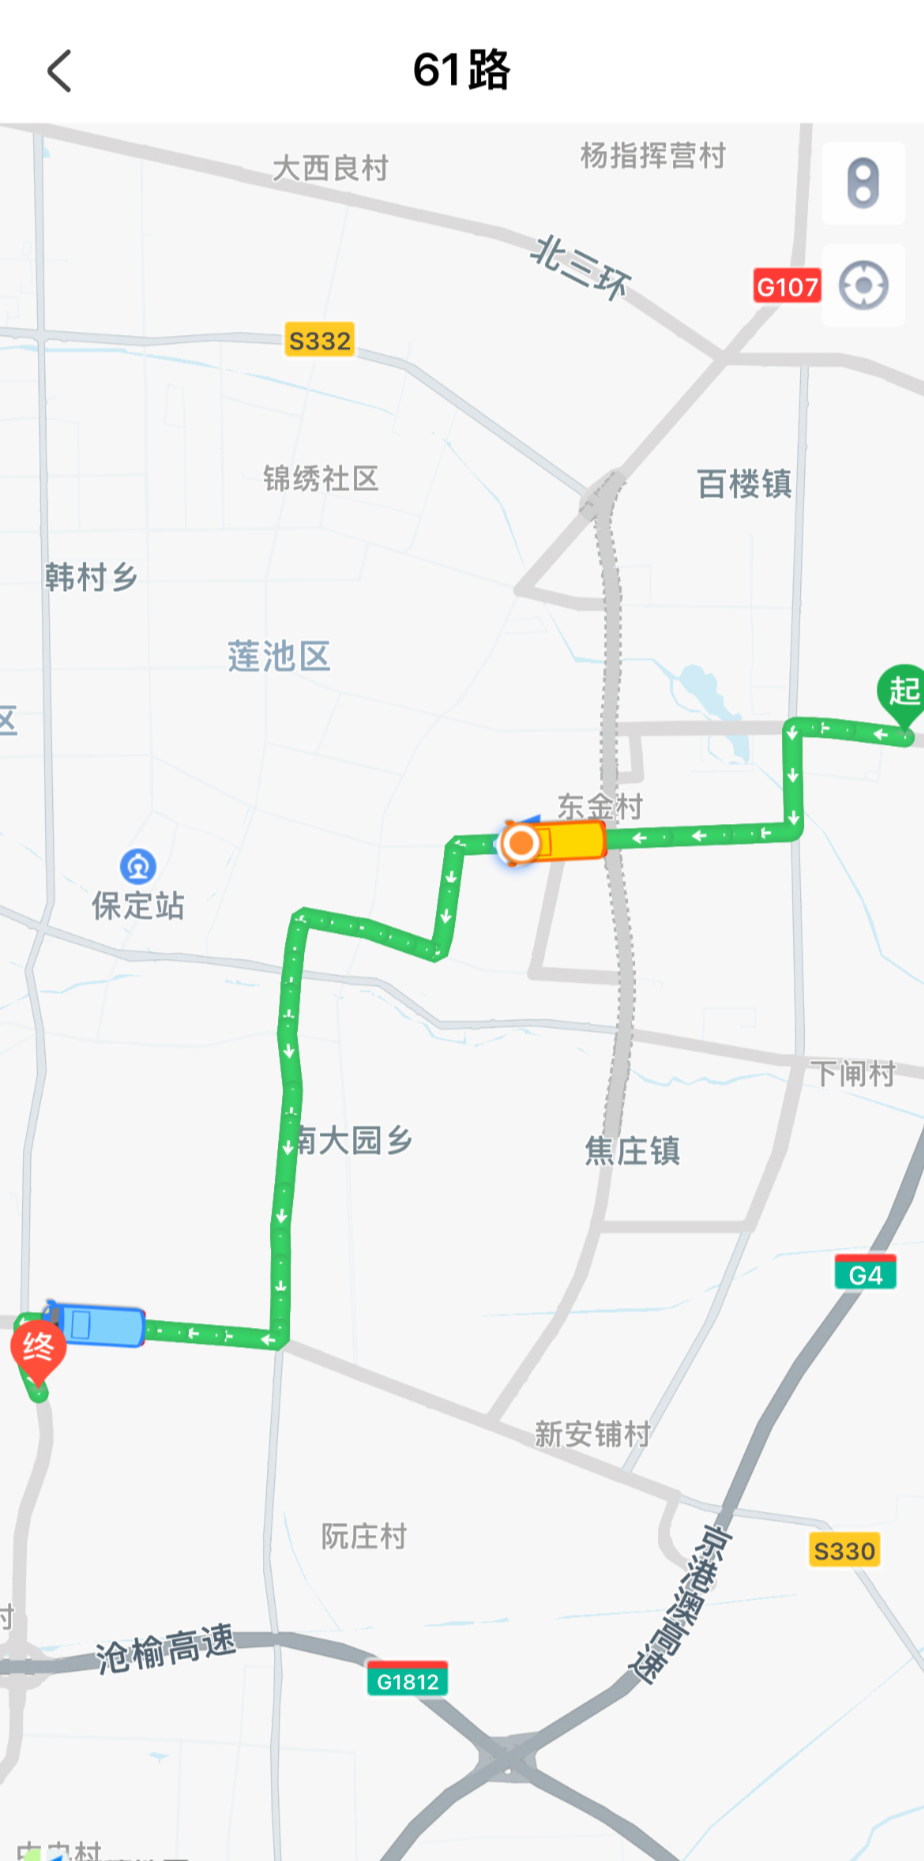 61路
大西良村
杨指挥营村
北三环
G107
S332
锦绣社区
百楼镇
韩村乡
莲池区
起
区
东金村
保定站
下闸村
南大园乡
焦庄镇
G4
终
新安铺村
阮庄村
S330
京港澳高速
村
沧榆高速
G1812